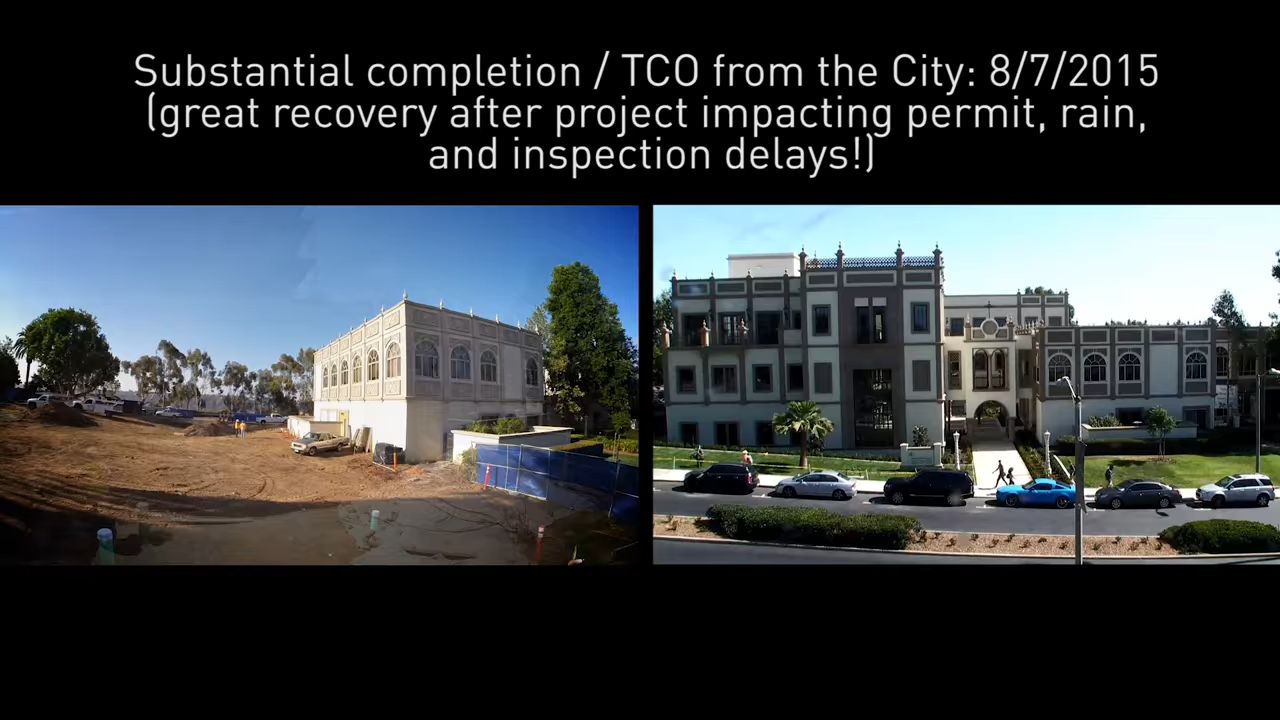 Substantial completion / TCO from the City: 8/7/2015
(great recovery after project impacting permit, rain,
and inspection delays!)